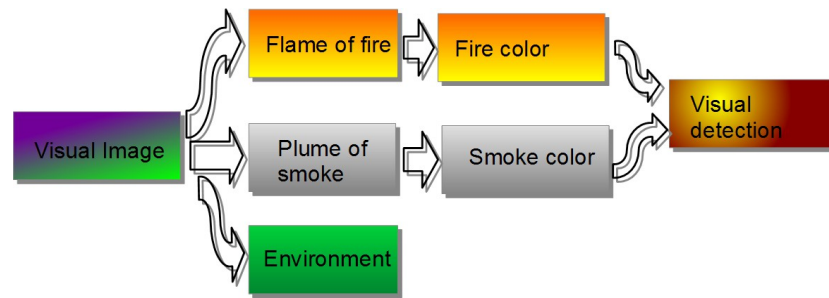 Flame of fire
Fire color
Visual Image
Plume of
smoke
Smoke color
Visual
detection
Environment